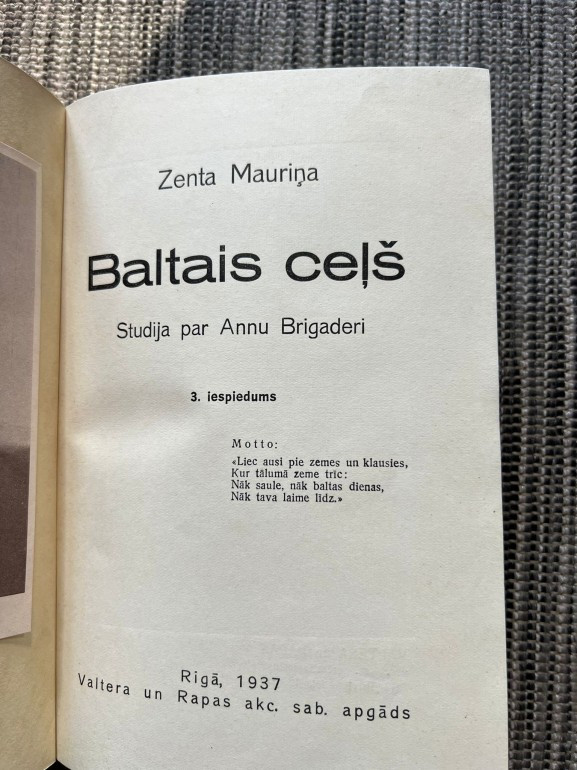 Zenta Mauriņa
Baltais ceļš
Studija par Annu Brigaderi
3. iespiedums
Motto:
«Liec ausi pie zemes un klausies,
Kur tālumā zeme trīc:
Nāk saule, nāk baltas dienas,
Nāk tava laime līdz.»
Rīgā, 1937
Valtera un Rapas akc. sab. apgāds